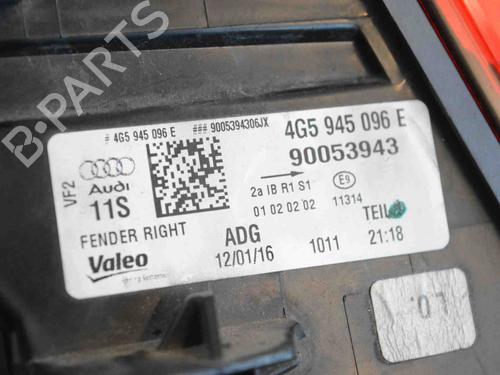 B-PARTS
# 4G5 945 096 E ### 9005394306JX 4G5 945 096 E
90053943
VF2
Audi
11S
2a IB R1 S1 E9
01 02 02 02 11314
TEIL
FENDER RIGHT ADG 1011 21:18
Valeo 12/01/16